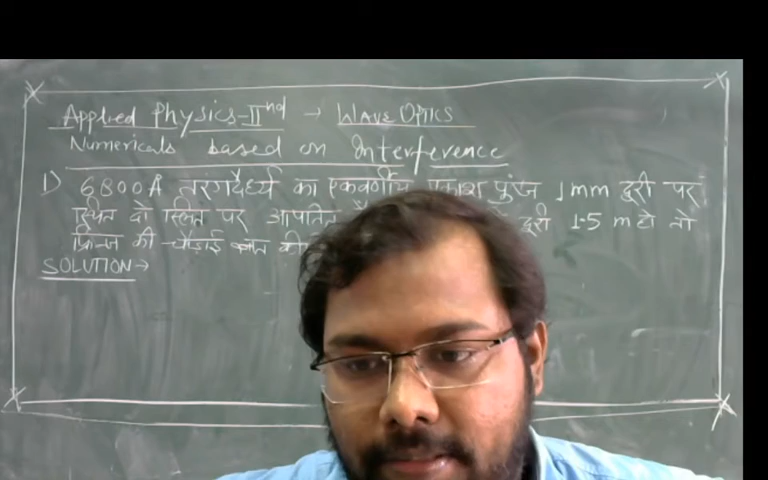 Applied Physics-IInd → WAVE OPTICS
Numericals based on Interference
1) 6800Å तरंगदैर्ध्य का एकवर्णीय प्रकाश पुंज 1mm दूरी पर
स्थित दो स्लिट पर आपतित दूरी 1.5 m हो तो
फ्रिन्ज की चौड़ाई
SOLUTION→